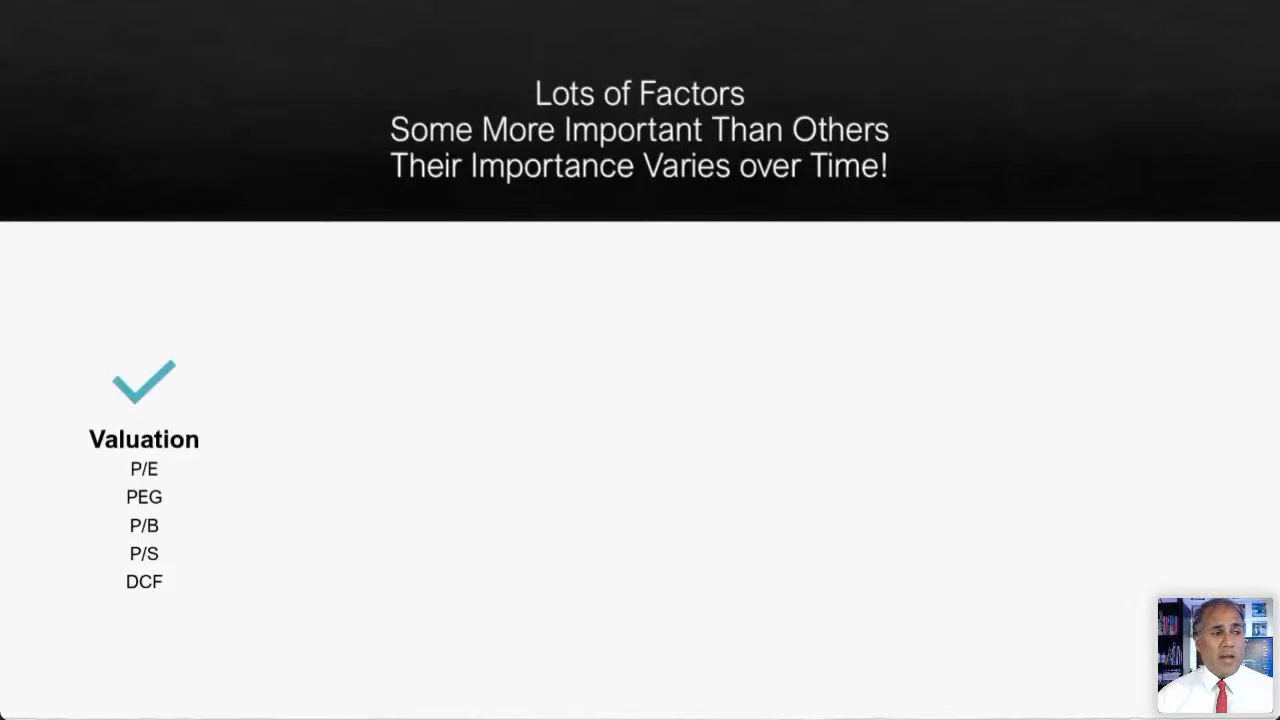 Lots of Factors
Some More Important Than Others
Their Importance Varies over Time!
Valuation
P/E
PEG
P/B
P/S
DCF